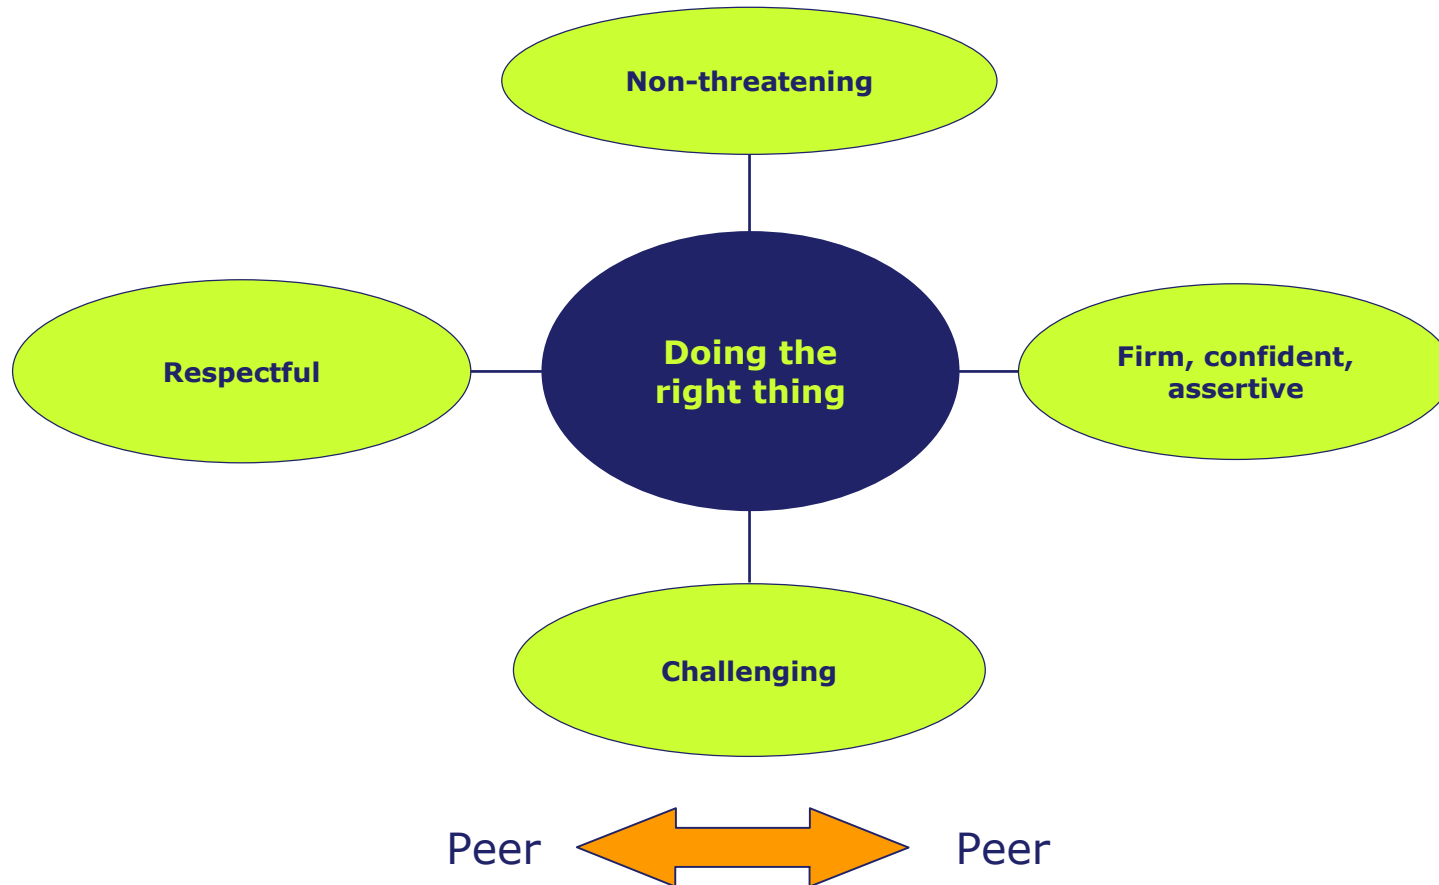 Non-threatening
Respectful
Doing the
right thing
Firm, confident,
assertive
Challenging
Peer
Peer